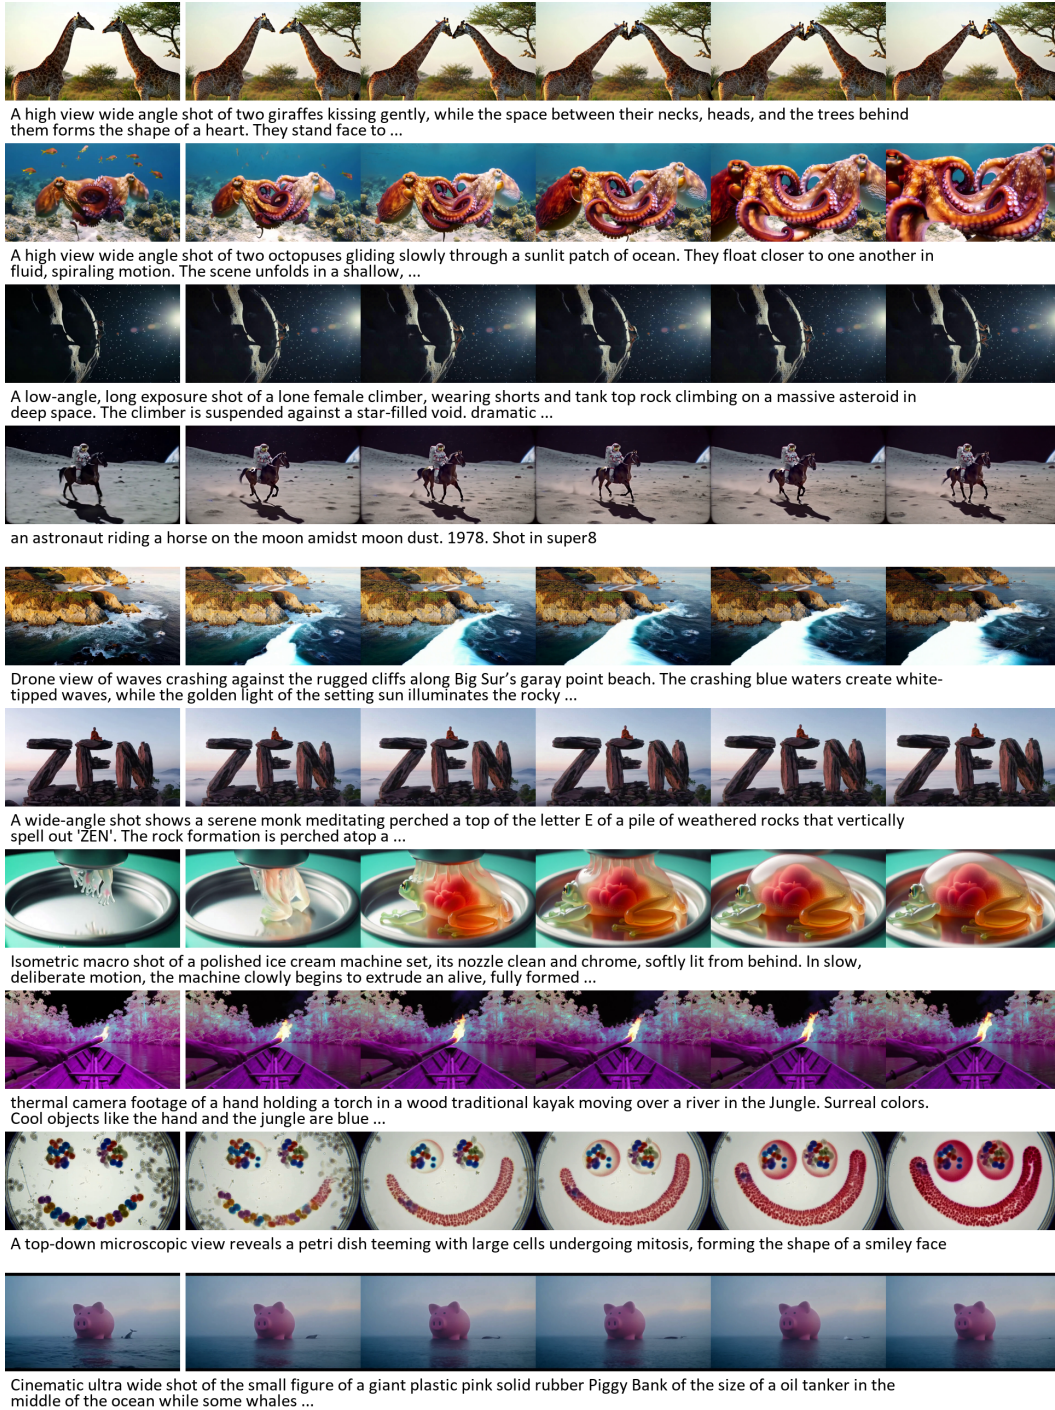 A high view wide angle shot of two giraffes kissing gently, while the space between their necks, heads, and the trees behind
them forms the shape of a heart. They stand face to ...
A high view wide angle shot of two octopuses gliding slowly through a sunlit patch of ocean. They float closer to one another in
fluid, spiraling motion. The scene unfolds in a shallow, ...
A low-angle, long exposure shot of a lone female climber, wearing shorts and tank top rock climbing on a massive asteroid in
deep space. The climber is suspended against a star-filled void. dramatic ...
an astronaut riding a horse on the moon amidst moon dust. 1978. Shot in super8
Drone view of waves crashing against the rugged cliffs along Big Sur’s garay point beach. The crashing blue waters create white-
tipped waves, while the golden light of the setting sun illuminates the rocky ...
ZEN ZEN ZEN ZEN ZEN ZEN
A wide-angle shot shows a serene monk meditating perched a top of the letter E of a pile of weathered rocks that vertically
spell out 'ZEN'. The rock formation is perched atop a ...
Isometric macro shot of a polished ice cream machine set, its nozzle clean and chrome, softly lit from behind. In slow,
deliberate motion, the machine clowly begins to extrude an alive, fully formed ...
thermal camera footage of a hand holding a torch in a wood traditional kayak moving over a river in the Jungle. Surreal colors.
Cool objects like the hand and the jungle are blue ...
A top-down microscopic view reveals a petri dish teeming with large cells undergoing mitosis, forming the shape of a smiley face
Cinematic ultra wide shot of the small figure of a giant plastic pink solid rubber Piggy Bank of the size of a oil tanker in the
middle of the ocean while some whales ...